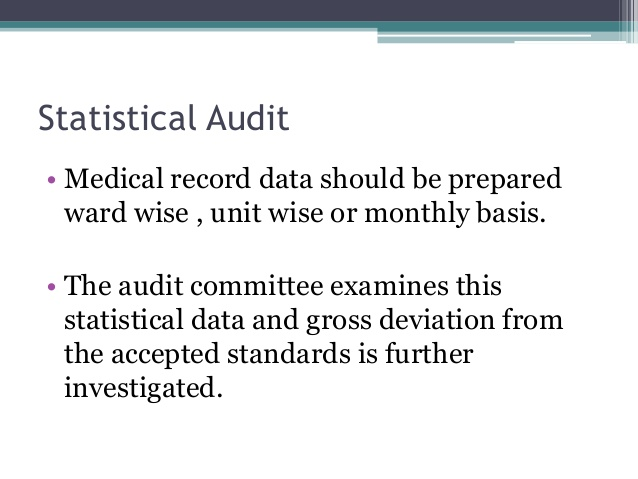 Statistical Audit
• Medical record data should be prepared
ward wise , unit wise or monthly basis.
• The audit committee examines this
statistical data and gross deviation from
the accepted standards is further
investigated.